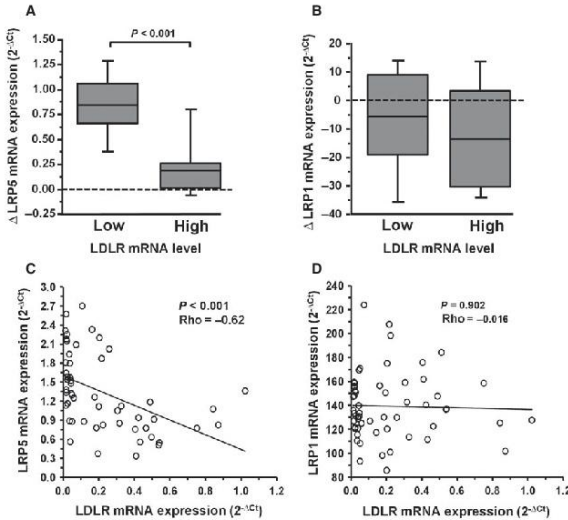 A
Δ LRP5 mRNA expression (2⁻ΔCt)
1.50
1.25
1.00
0.75
0.50
0.25
0.00
–0.25
P < 0.001
Low High
LDLR mRNA level
B
Δ LRP1 mRNA expression (2⁻ΔCt)
20
10
0
–10
–20
–30
–40
Low High
LDLR mRNA level
C
LRP5 mRNA expression (2⁻ΔCt)
3.0
2.7
2.4
2.1
1.8
1.5
1.2
0.9
0.6
0.3
0.0
P < 0.001
Rho = –0.62
0.0 0.2 0.4 0.6 0.8 1.0 1.2
LDLR mRNA expression (2⁻ΔCt)
D
LRP1 mRNA expression (2⁻ΔCt)
240
220
200
180
160
140
120
100
80
P = 0.902
Rho = –0.016
0.0 0.2 0.4 0.6 0.8 1.0 1.2
LDLR mRNA expression (2⁻ΔCt)